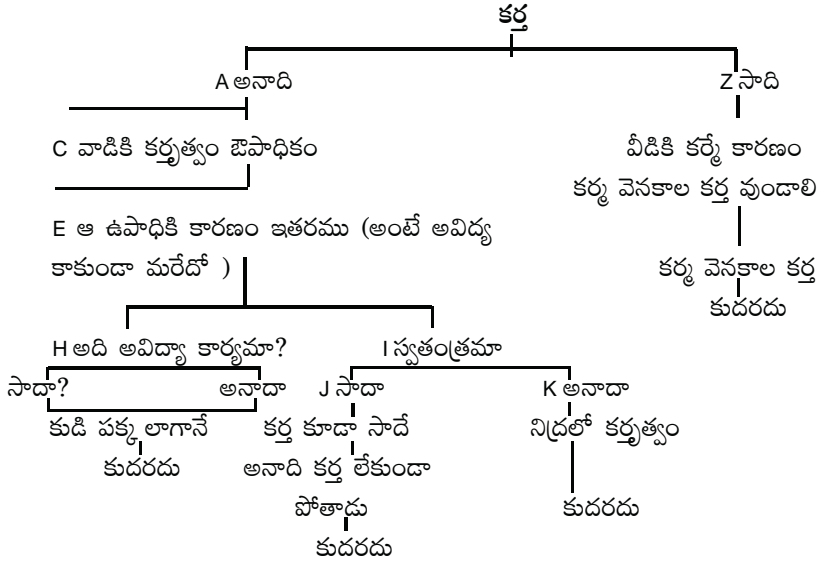 కర్త
A అనాది
Z సాది
C వాడికి కర్తృత్వం ఔపాధికం
వీడికి కర్మే కారణం
కర్మ వెనకాల కర్త వుండాలి
E ఆ ఉపాధికి కారణం ఇతరము (అంటే అవిద్య
కాకుండా మరేదో )
కర్మ వెనకాల కర్త
కుదరదు
H అది అవిద్యా కార్యమా?
I స్వతంత్రమా
సాదా?
అనాదా
J సాదా
K అనాదా
కుడి పక్క లాగానే
కర్త కూడా సాదే
నిద్రలో కర్తృత్వం
కుదరదు
అనాది కర్త లేకుండా
పోతాడు
కుదరదు
కుదరదు